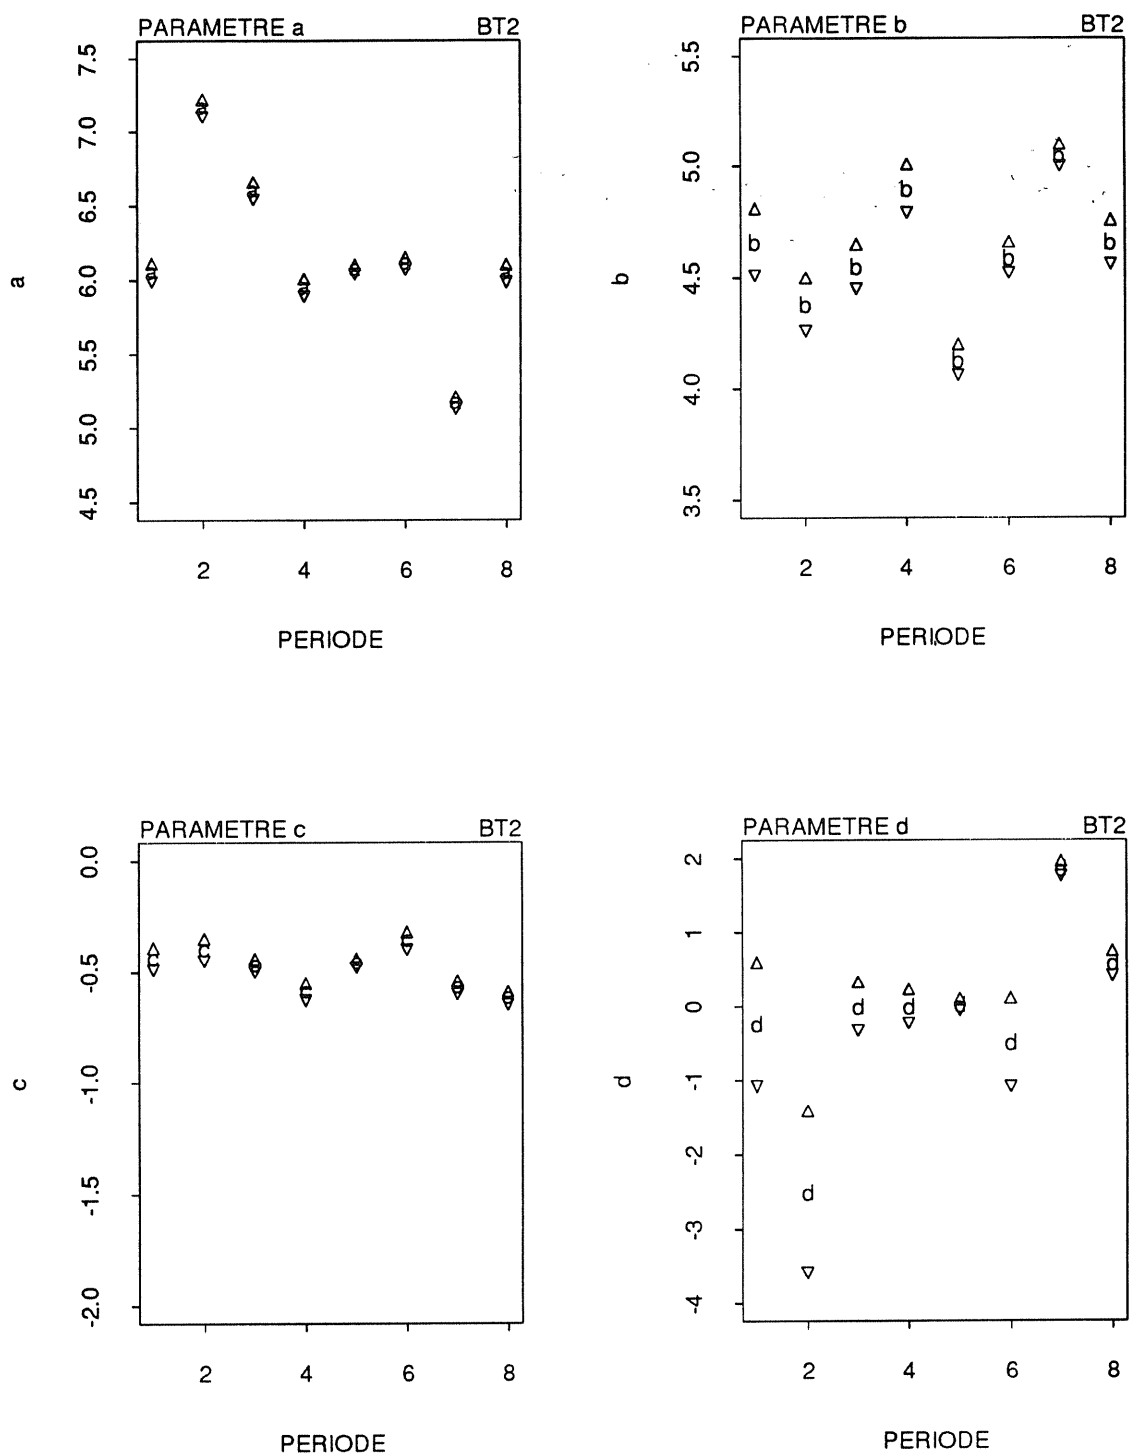 PARAMETRE a BT2
7.5
7.0
6.5
6.0
5.5
5.0
4.5
a
2 4 6 8
PERIODE
PARAMETRE b BT2
5.5
5.0
4.5
4.0
3.5
b
b b b b b b b b
2 4 6 8
PERIODE
PARAMETRE c BT2
0.0
-0.5
-1.0
-1.5
-2.0
c
c c c c c c c c
2 4 6 8
PERIODE
PARAMETRE d BT2
2
1
0
-1
-2
-3
-4
d
d d d d d d d d
2 4 6 8
PERIODE